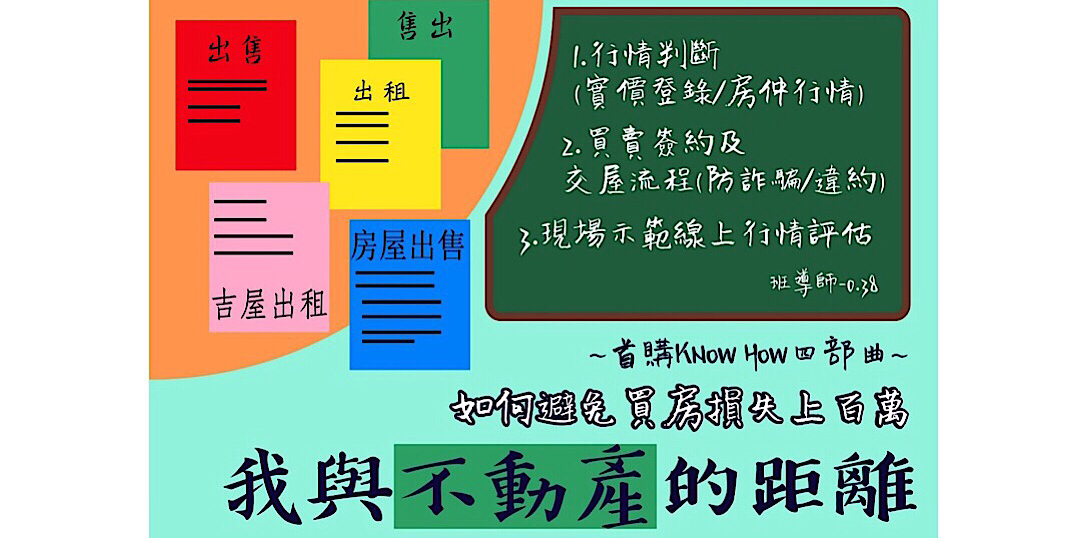 出售
售出
出租
吉屋出租
房屋出售
1.行情判斷
(實價登錄/房仲行情)
2.買賣簽約及
交屋流程(防詐騙/違約)
3.現場示範線上行情評估
班導師-0.38
~首購KNow How四部曲~
如何避免買房損失上百萬
我與不動產的距離